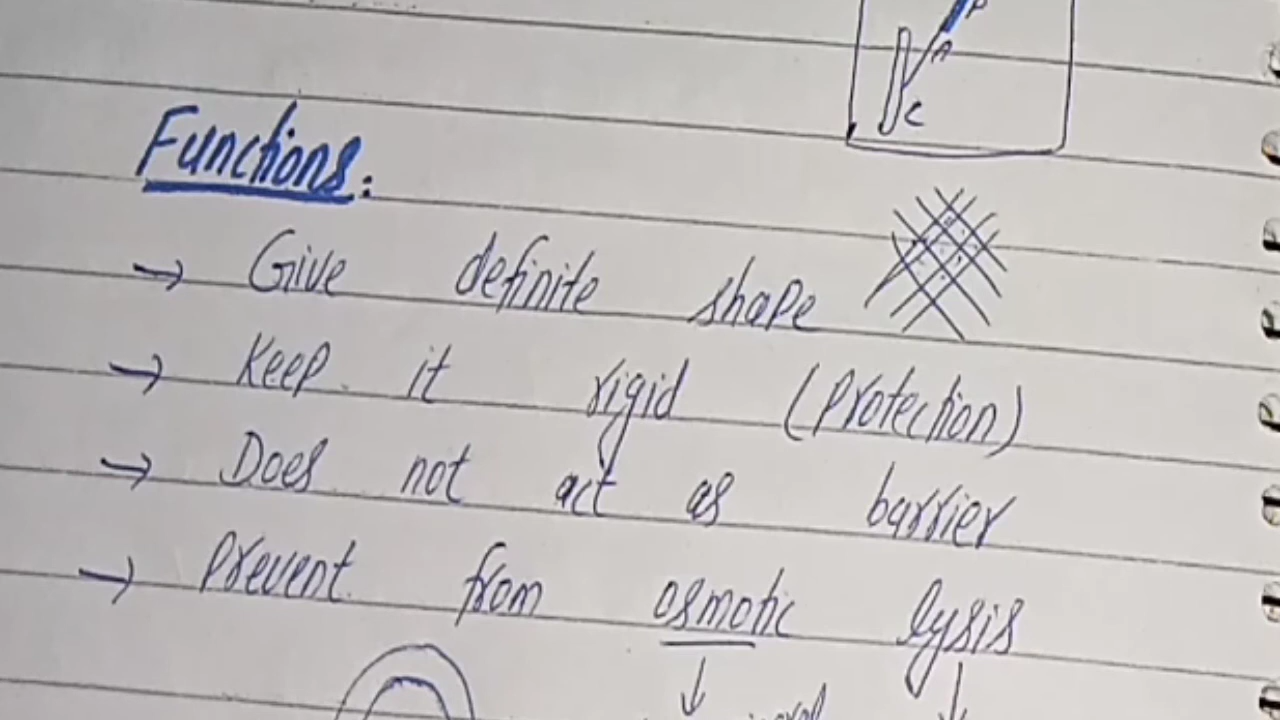 A
C
Functions:
→ Give definite shape
→ Keep it rigid (Protection)
→ Does not act as barrier
→ Prevent from osmotic lysis
↓ ↓